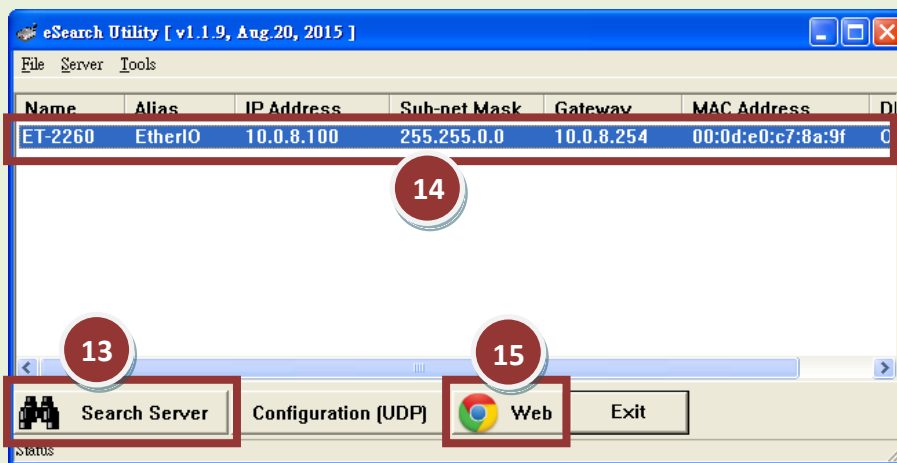 eSearch Utility [ v1.1.9, Aug.20, 2015 ]
File Server Tools
Name Alias IP Address Sub-net Mask Gateway MAC Address
ET-2260 EtherIO 10.0.8.100 255.255.0.0 10.0.8.254 00:0d:e0:c7:8a:9f
14
13 15
Search Server Configuration (UDP) Web Exit
Status